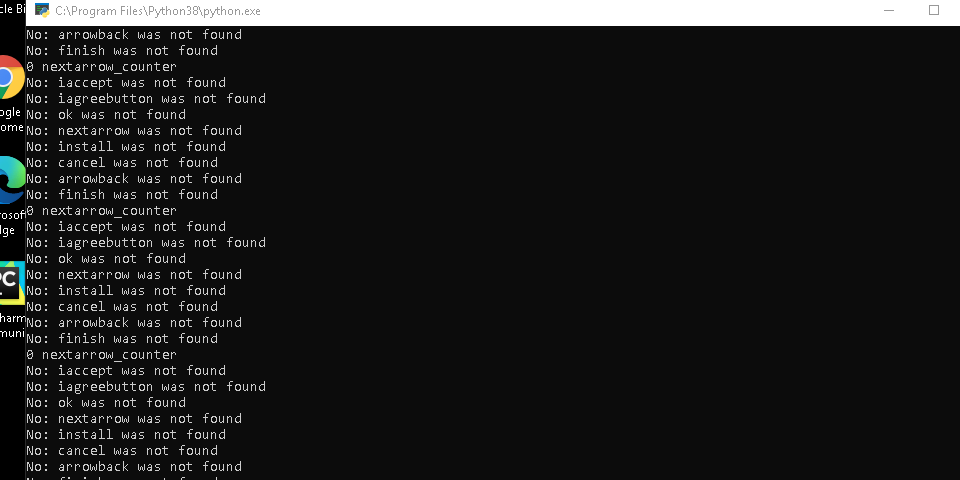 cle Bi
C:\Program Files\Python38\python.exe
No: arrowback was not found
No: finish was not found
0 nextarrow_counter
No: iaccept was not found
No: iagreebutton was not found
No: ok was not found
No: nextarrow was not found
No: install was not found
No: cancel was not found
No: arrowback was not found
No: finish was not found
0 nextarrow_counter
No: iaccept was not found
No: iagreebutton was not found
No: ok was not found
No: nextarrow was not found
No: install was not found
No: cancel was not found
No: arrowback was not found
No: finish was not found
0 nextarrow_counter
No: iaccept was not found
No: iagreebutton was not found
No: ok was not found
No: nextarrow was not found
No: install was not found
No: cancel was not found
No: arrowback was not found
ogle
ome
rosof
dge
PC
harm
muni